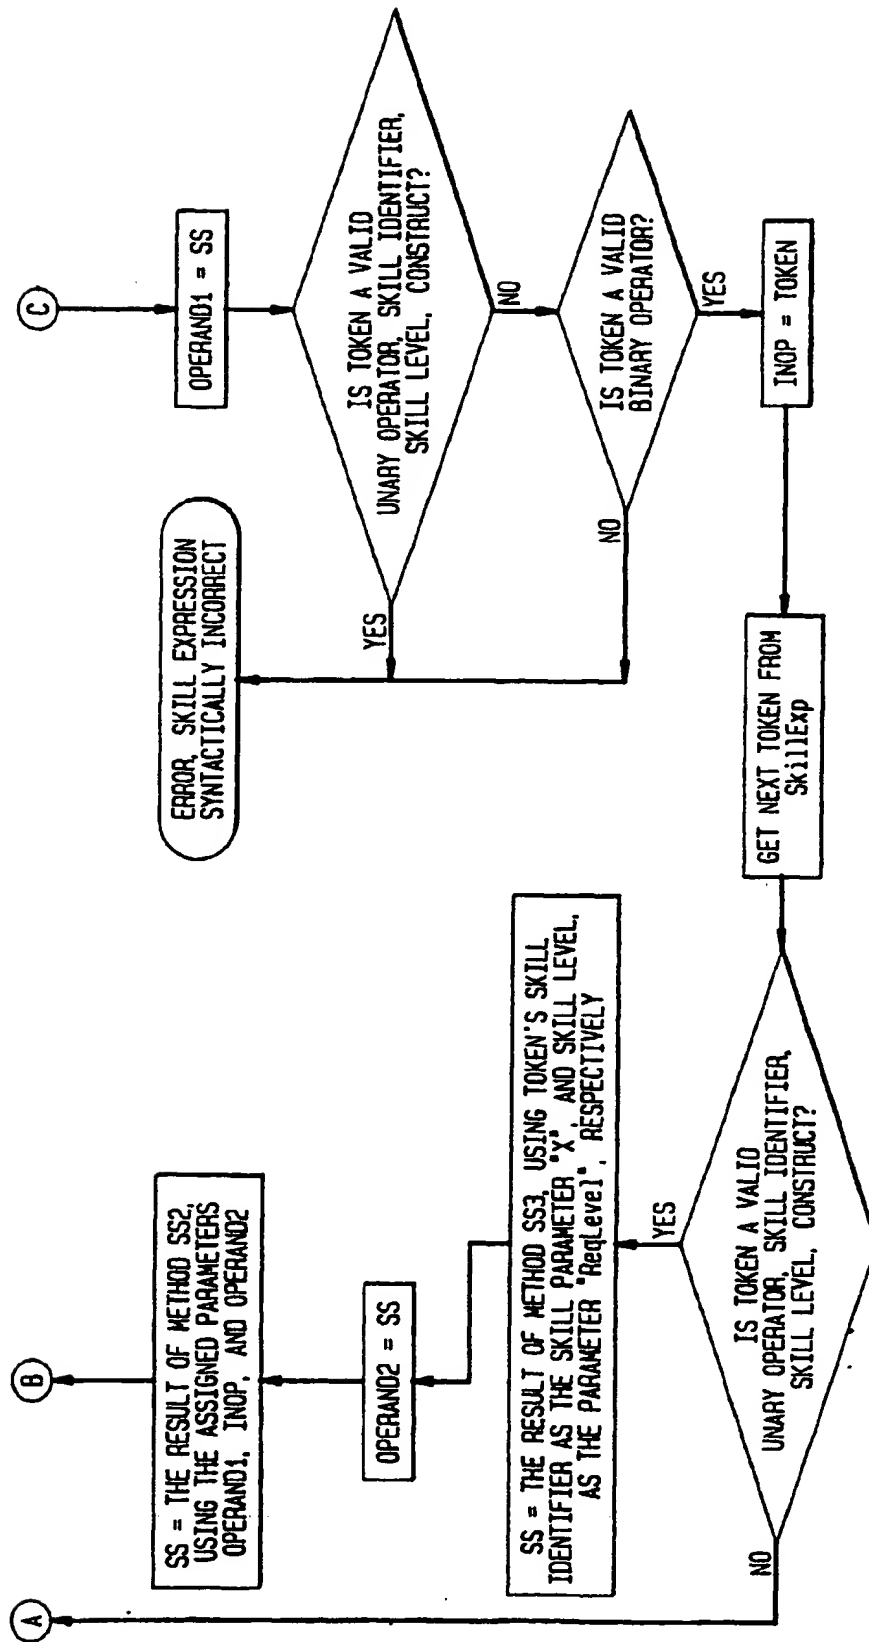 A
B
C
SS = THE RESULT OF METHOD SS2,
USING THE ASSIGNED PARAMETERS
OPERAND1, INOP, AND OPERAND2
ERROR, SKILL EXPRESSION
SYNTACTICALLY INCORRECT
OPERAND1 = SS
OPERAND2 = SS
IS TOKEN A VALID
UNARY OPERATOR, SKILL IDENTIFIER,
SKILL LEVEL, CONSTRUCT?
YES
NO
SS = THE RESULT OF METHOD SS3, USING TOKEN'S SKILL
IDENTIFIER AS THE SKILL PARAMETER "X", AND SKILL LEVEL,
AS THE PARAMETER "ReqLevel", RESPECTIVELY
IS TOKEN A VALID
BINARY OPERATOR?
NO
YES
YES
IS TOKEN A VALID
UNARY OPERATOR, SKILL IDENTIFIER,
SKILL LEVEL, CONSTRUCT?
NO
GET NEXT TOKEN FROM
SkillExp
INOP = TOKEN